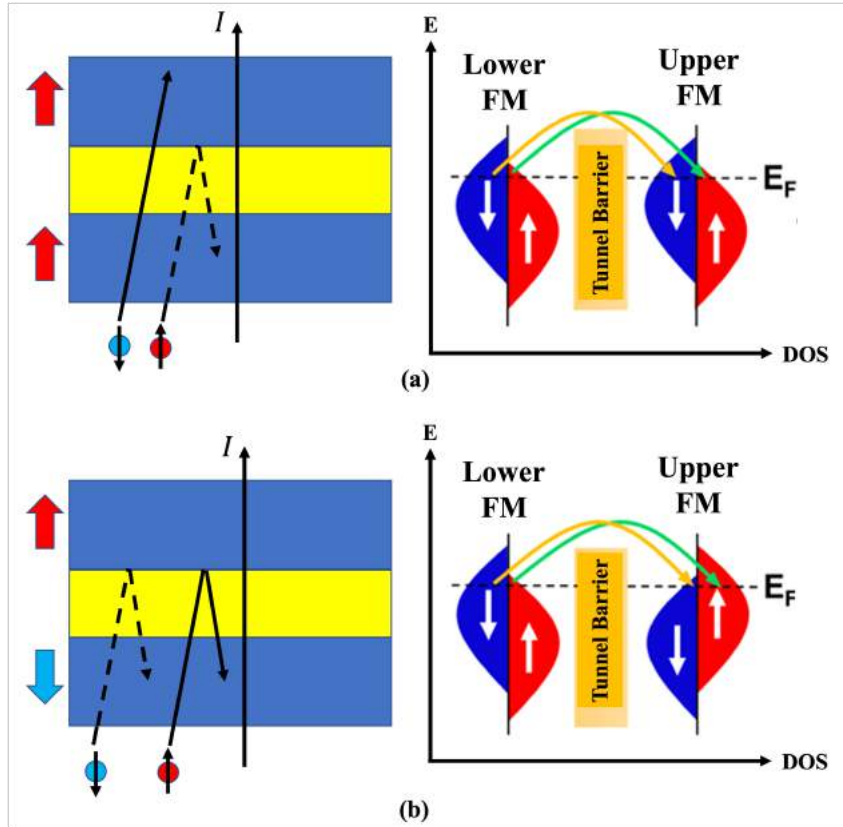 I
E
Lower
FM
Upper
FM
Tunnel Barrier
E_F
DOS
(a)
I
E
Lower
FM
Upper
FM
Tunnel Barrier
E_F
DOS
(b)